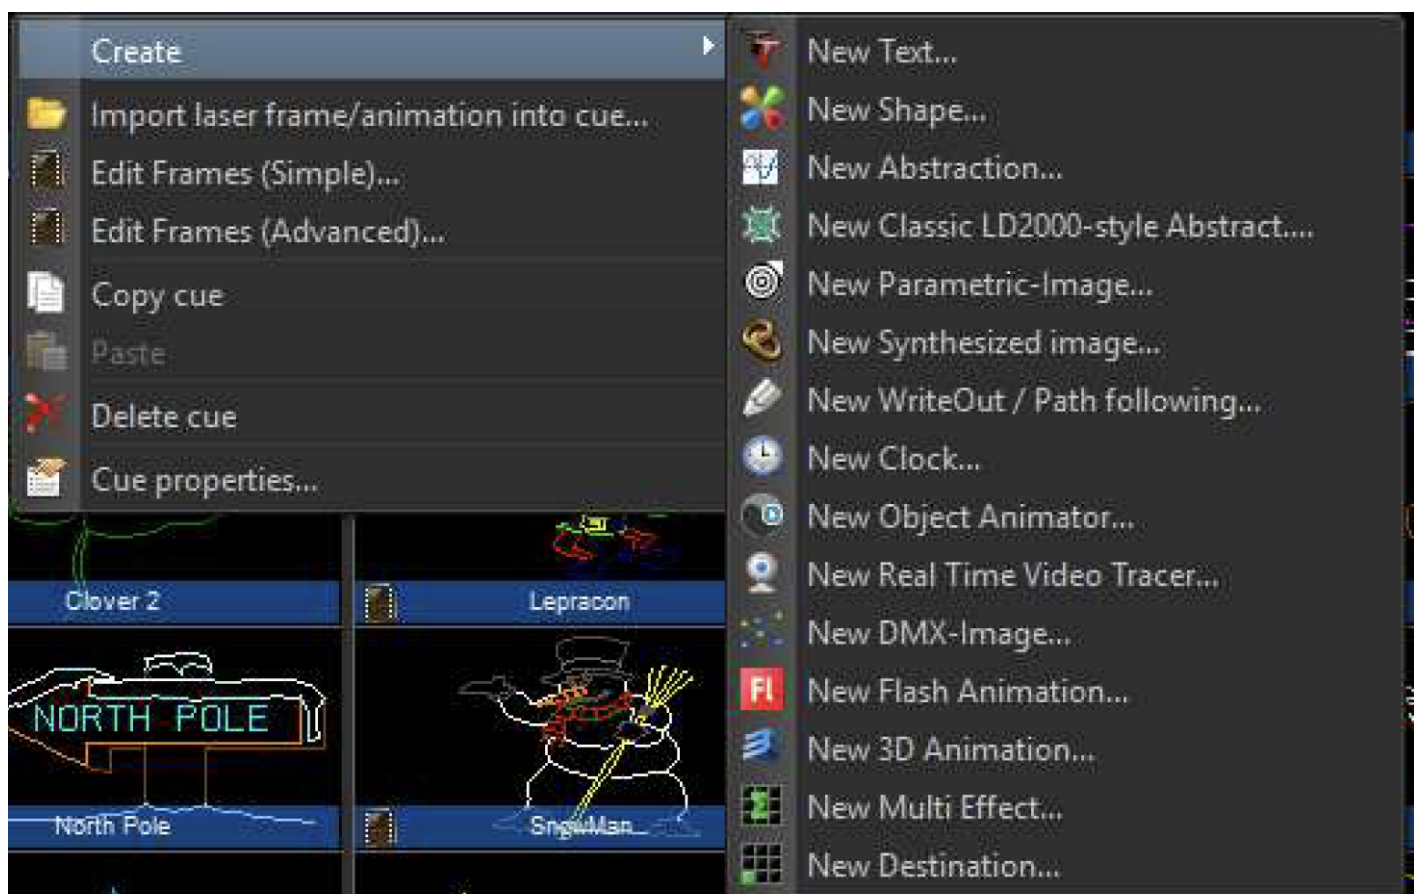 Create
Import laser frame/animation into cue...
Edit Frames (Simple)...
Edit Frames (Advanced)...
Copy cue
Paste
Delete cue
Cue properties...
New Text...
New Shape...
New Abstraction...
New Classic LD2000-style Abstract....
New Parametric-Image...
New Synthesized image...
New WriteOut / Path following...
New Clock...
New Object Animator...
New Real Time Video Tracer...
New DMX-Image...
New Flash Animation...
New 3D Animation...
New Multi Effect...
New Destination...
FL
Clover 2
Lepracon
NORTH POLE
North Pole
SnowMan